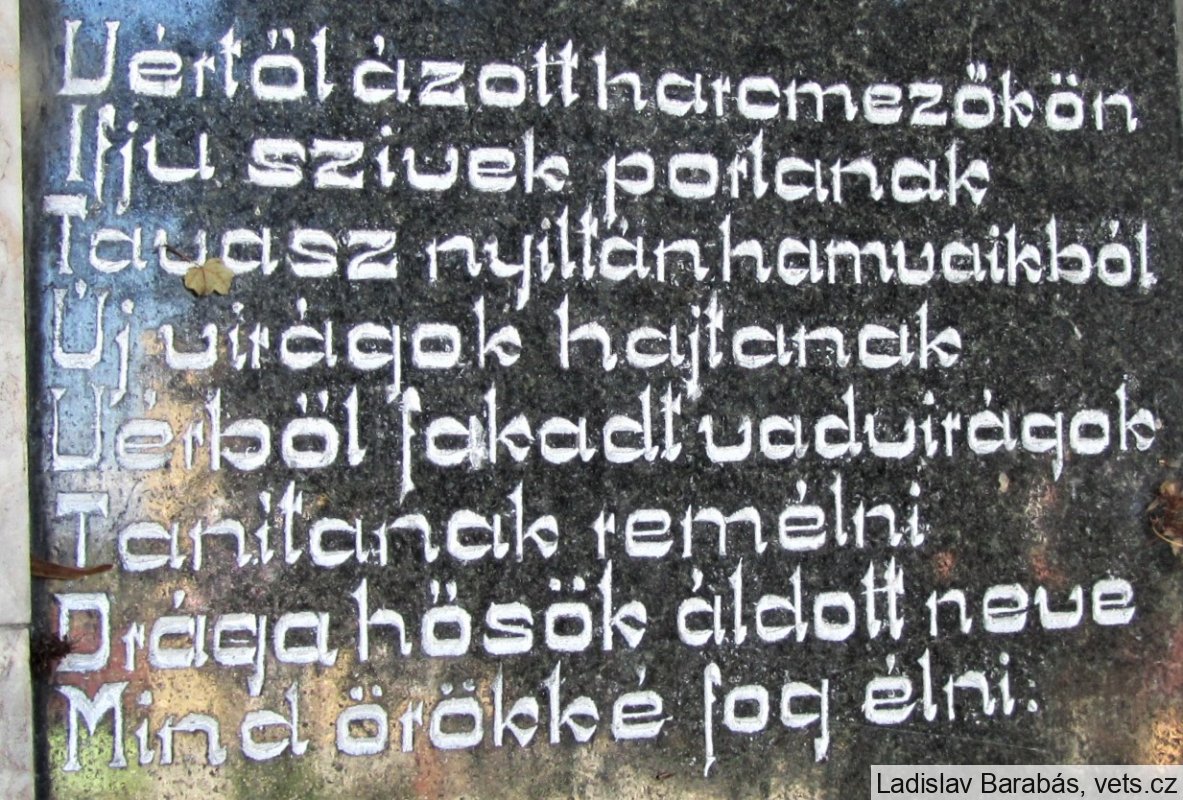 Vértől ázott harcmezőkön
Ifju szivek porlanak
Tavasz nyiltán hamvaikból
Új virágok hajtanak
Vérből fakadt vadvirágok
Tanitanak remélni
Drága hösök áldott neve
Mind örökké fog élni.
Ladislav Barabás, vets.cz